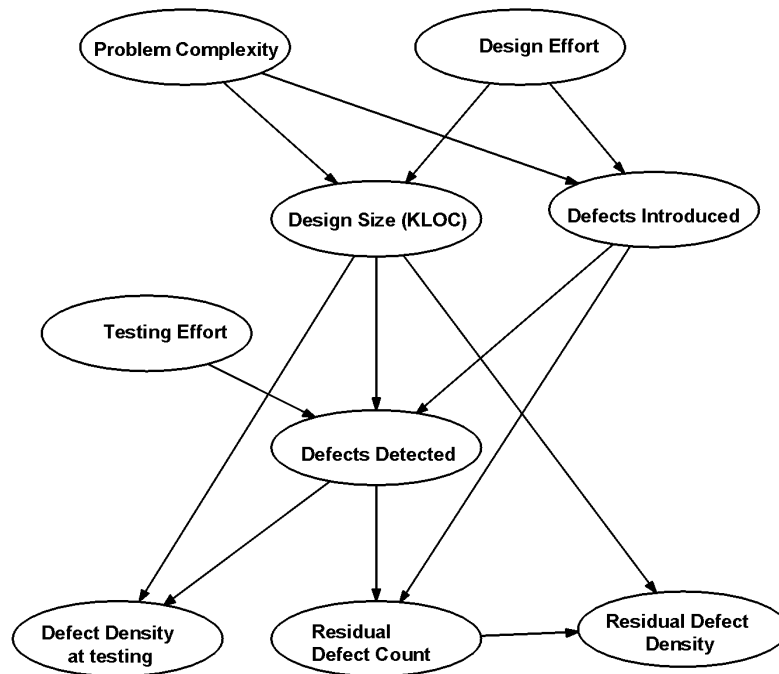 Problem Complexity
Design Effort
Design Size (KLOC)
Defects Introduced
Testing Effort
Defects Detected
Defect Density
at testing
Residual
Defect Count
Residual Defect
Density